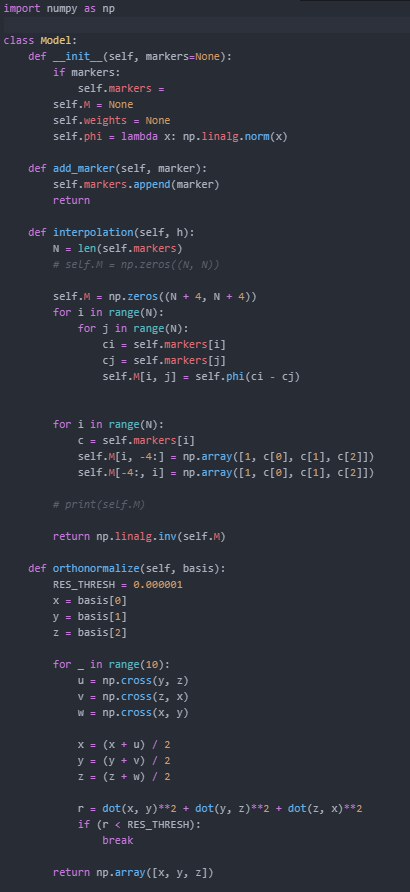 import numpy as np
class Model:
    def __init__(self, markers=None):
        if markers:
            self.markers =
        self.M = None
        self.weights = None
        self.phi = lambda x: np.linalg.norm(x)
    def add_marker(self, marker):
        self.markers.append(marker)
        return
    def interpolation(self, h):
        N = len(self.markers)
        # self.M = np.zeros((N, N))
        self.M = np.zeros((N + 4, N + 4))
        for i in range(N):
            for j in range(N):
                ci = self.markers[i]
                cj = self.markers[j]
                self.M[i, j] = self.phi(ci - cj)
        for i in range(N):
            c = self.markers[i]
            self.M[i, -4:] = np.array([1, c[0], c[1], c[2]])
            self.M[-4:, i] = np.array([1, c[0], c[1], c[2]])
        # print(self.M)
        return np.linalg.inv(self.M)
    def orthonormalize(self, basis):
        RES_THRESH = 0.000001
        x = basis[0]
        y = basis[1]
        z = basis[2]
        for _ in range(10):
            u = np.cross(y, z)
            v = np.cross(z, x)
            w = np.cross(x, y)
            x = (x + u) / 2
            y = (y + v) / 2
            z = (z + w) / 2
            r = dot(x, y)**2 + dot(y, z)**2 + dot(z, x)**2
            if (r < RES_THRESH):
                break
        return np.array([x, y, z])